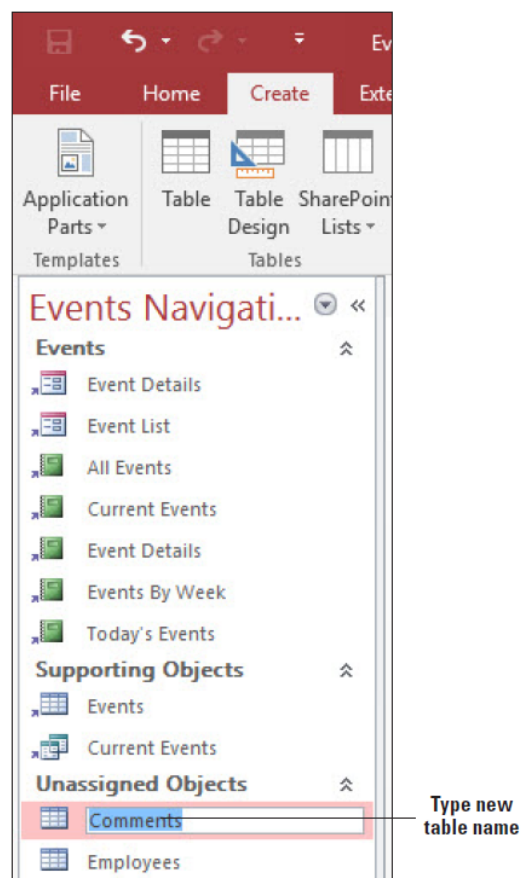 Ev
File Home Create Exte
Application Parts
Table
Table Design
SharePoin
Lists
Templates
Tables
Events Navigati...
Events
Event Details
Event List
All Events
Current Events
Event Details
Events By Week
Today's Events
Supporting Objects
Events
Current Events
Unassigned Objects
Comments
Type new
table name
Employees